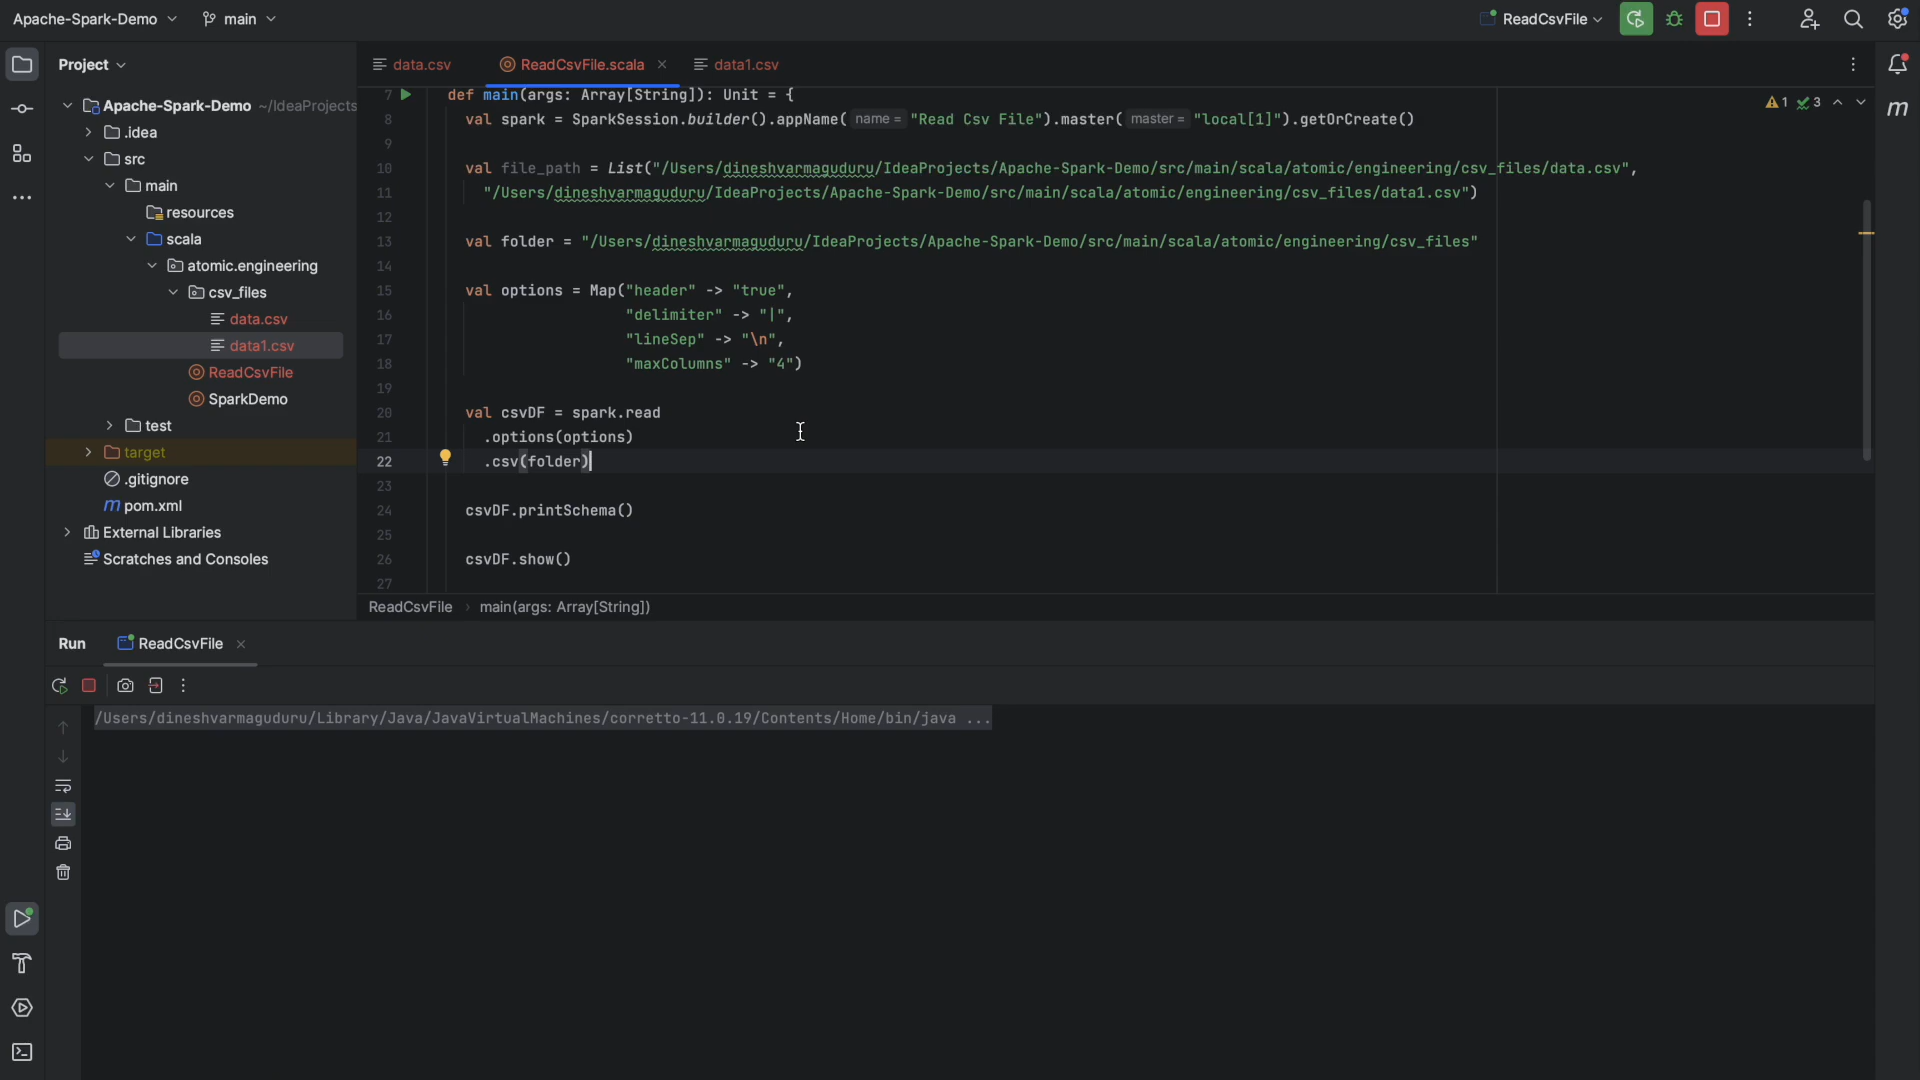 Apache-Spark-Demo
main
ReadCsvFile
Project
data.csv
ReadCsvFile.scala
data1.csv
Apache-Spark-Demo ~/IdeaProjects
.idea
src
main
resources
scala
atomic.engineering
csv_files
data.csv
data1.csv
ReadCsvFile
SparkDemo
test
target
.gitignore
m pom.xml
External Libraries
Scratches and Consoles
7 def main(args: Array[String]): Unit = {
8 val spark = SparkSession.builder().appName( name = "Read Csv File").master( master = "local[1]").getOrCreate()
9
10 val file_path = List("/Users/dineshvarmaguduru/IdeaProjects/Apache-Spark-Demo/src/main/scala/atomic/engineering/csv_files/data.csv",
11 "/Users/dineshvarmaguduru/IdeaProjects/Apache-Spark-Demo/src/main/scala/atomic/engineering/csv_files/data1.csv")
12
13 val folder = "/Users/dineshvarmaguduru/IdeaProjects/Apache-Spark-Demo/src/main/scala/atomic/engineering/csv_files"
14
15 val options = Map("header" -> "true",
16 "delimiter" -> "|",
17 "lineSep" -> "\n",
18 "maxColumns" -> "4")
19
20 val csvDF = spark.read
21 .options(options)
22 .csv(folder)
23
24 csvDF.printSchema()
25
26 csvDF.show()
27
1 3
m
ReadCsvFile › main(args: Array[String])
Run
ReadCsvFile
/Users/dineshvarmaguduru/Library/Java/JavaVirtualMachines/corretto-11.0.19/Contents/Home/bin/java ...